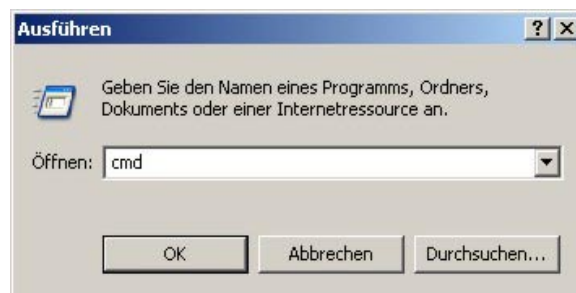 Ausführen
Geben Sie den Namen eines Programms, Ordners,
Dokuments oder einer Internetressource an.
Öffnen: cmd
OK Abbrechen Durchsuchen...